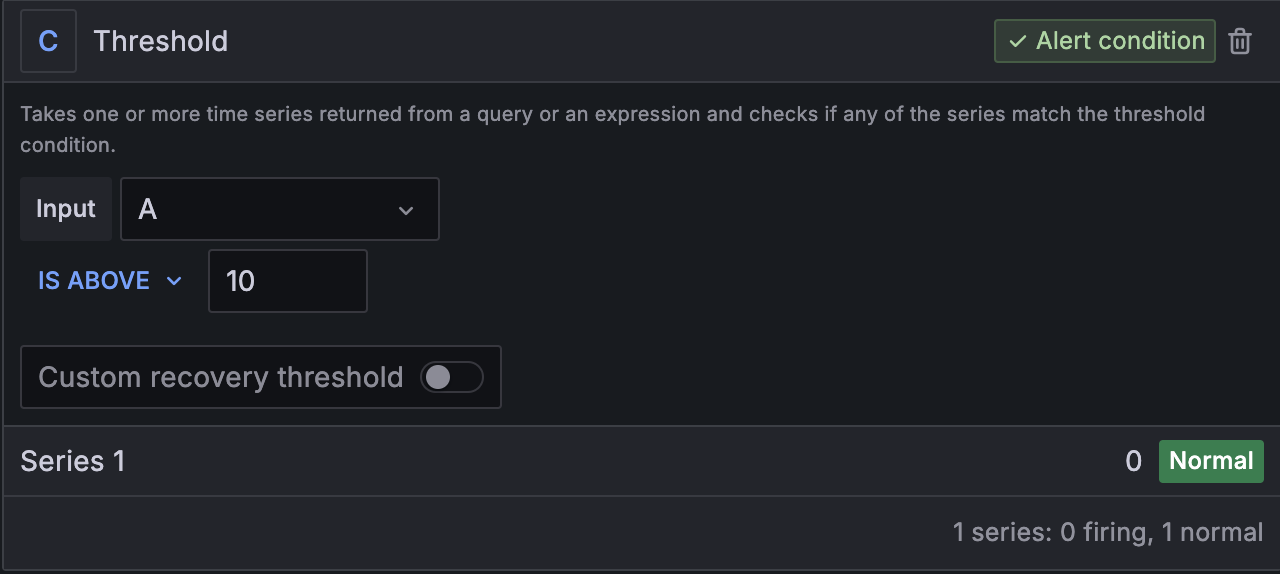 C Threshold ✓ Alert condition
Takes one or more time series returned from a query or an expression and checks if any of the series match the threshold
condition.
Input A
IS ABOVE 10
Custom recovery threshold
Series 1 0 Normal
1 series: 0 firing, 1 normal